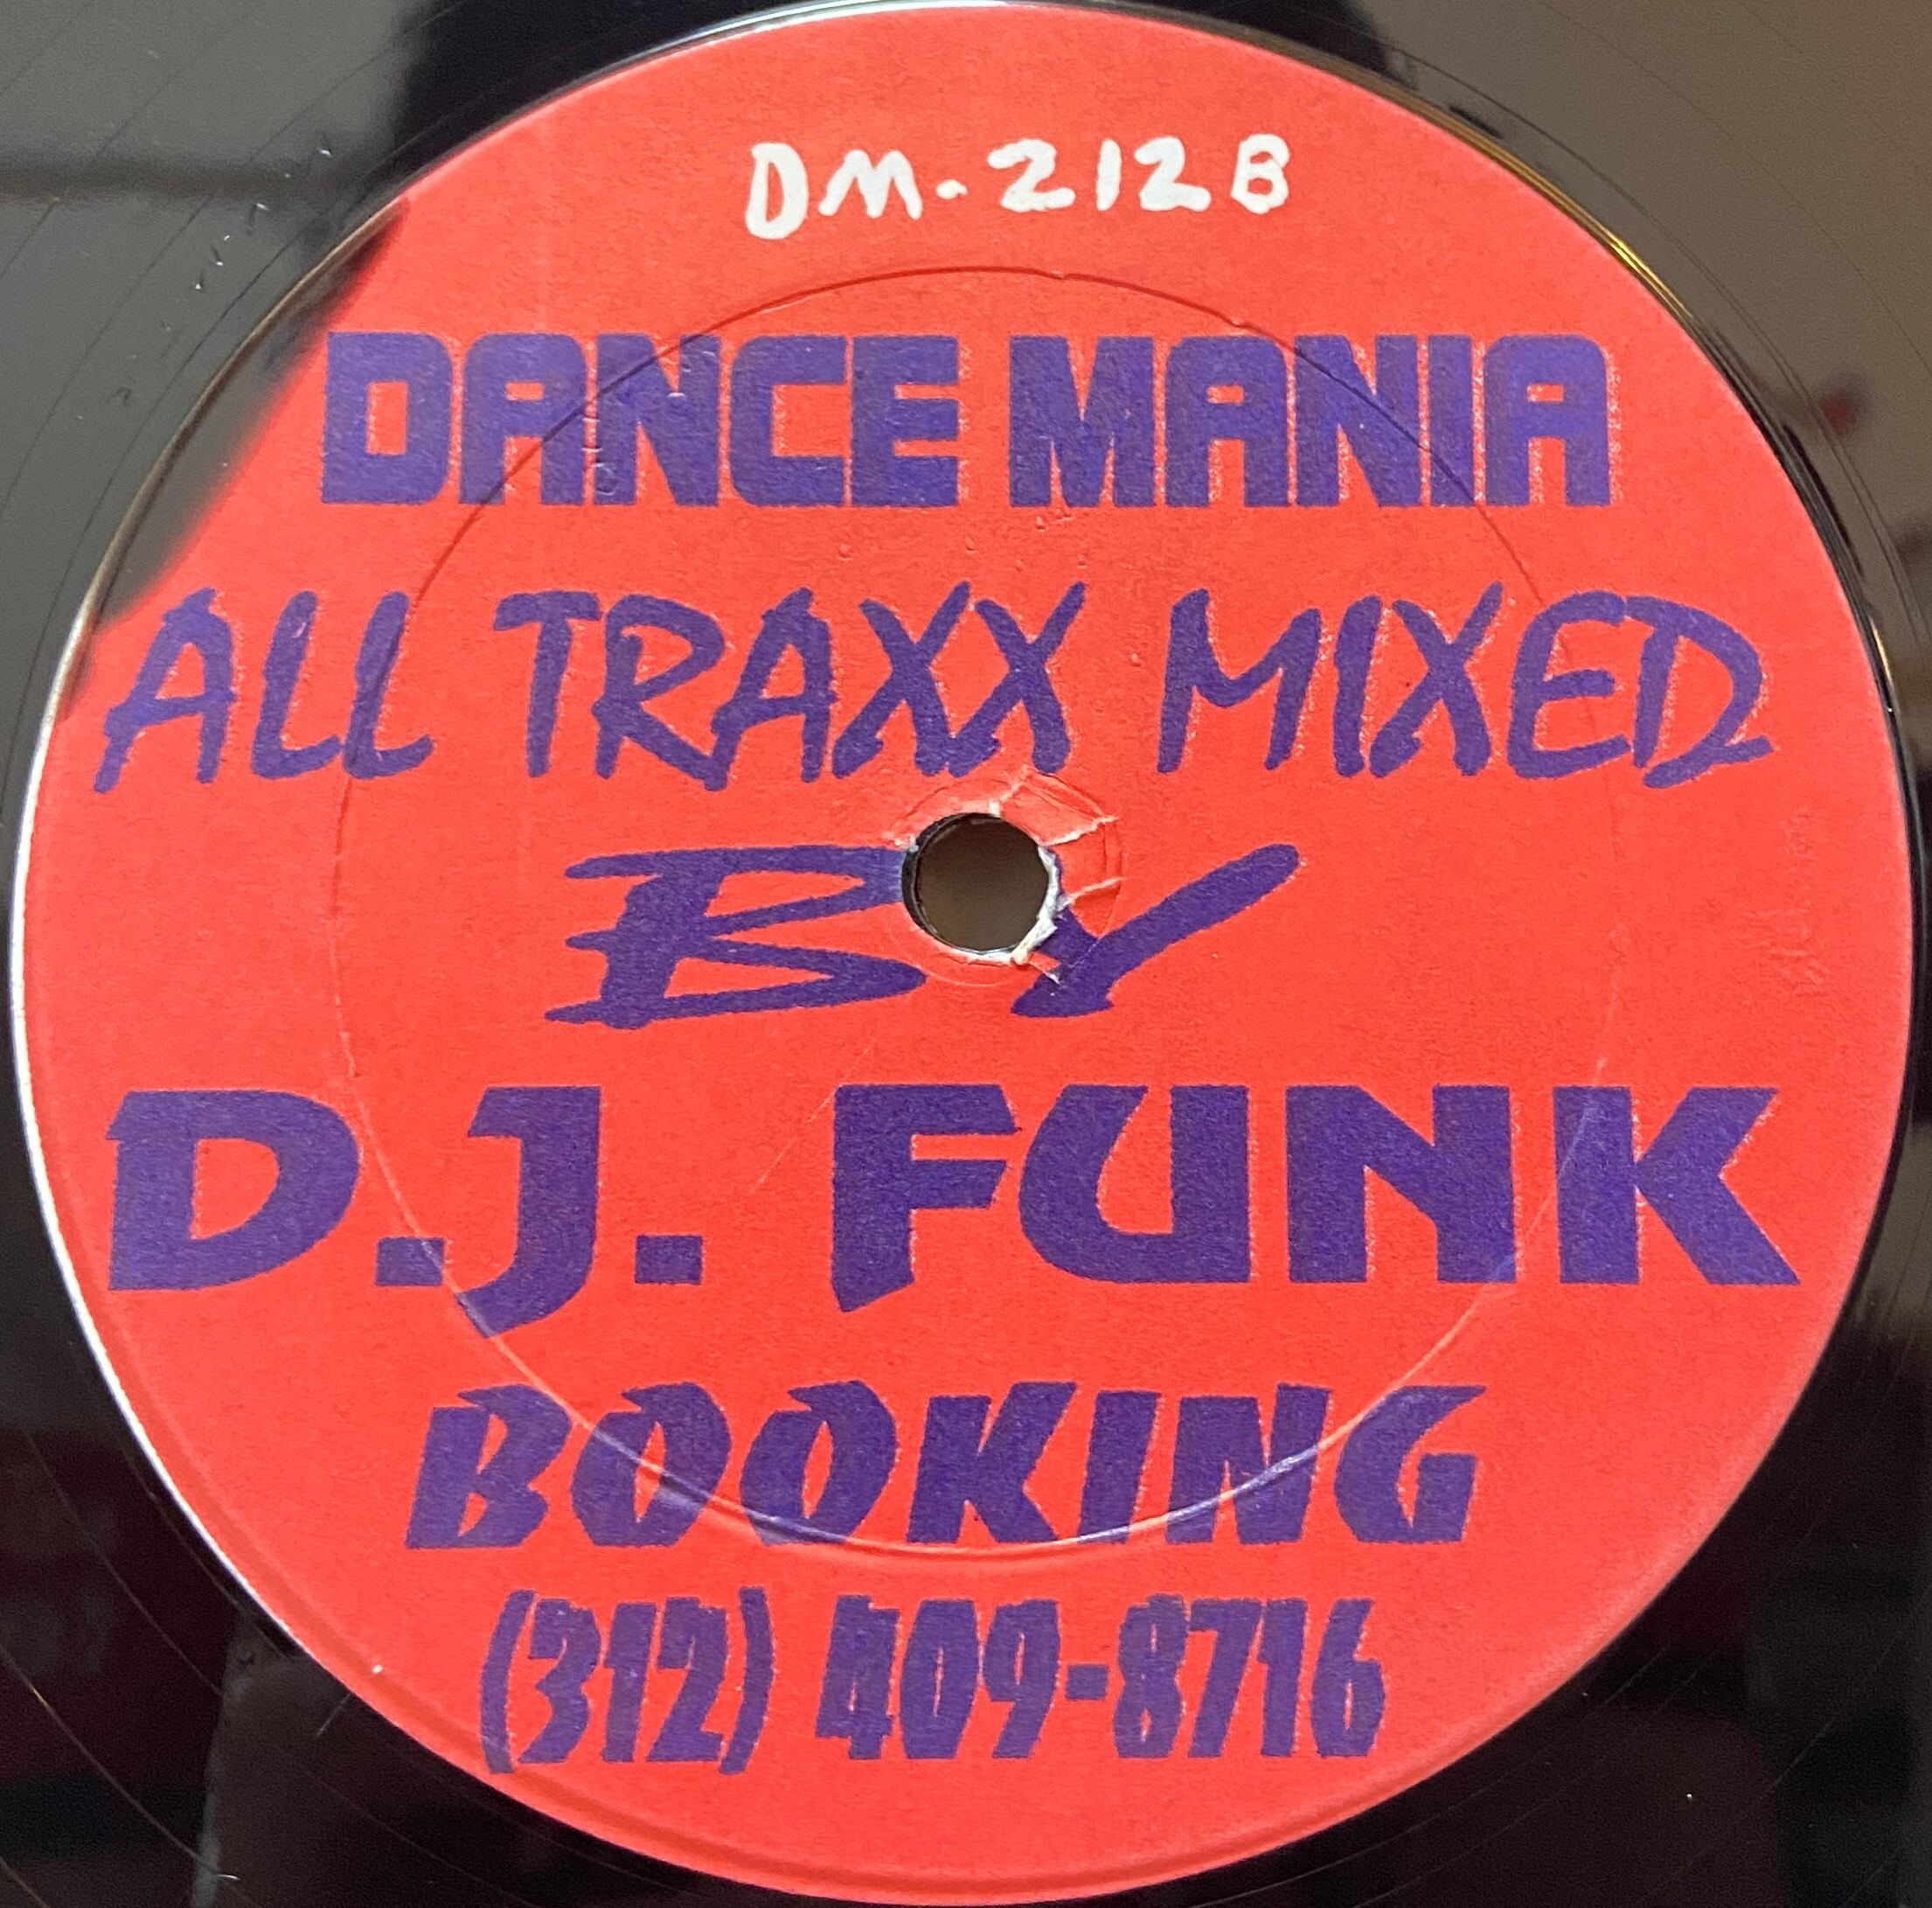 DM-212B
DANCE MANIA
ALL TRAXX MIXED
BY
D.J. FUNK
BOOKING
(312) 409-8716